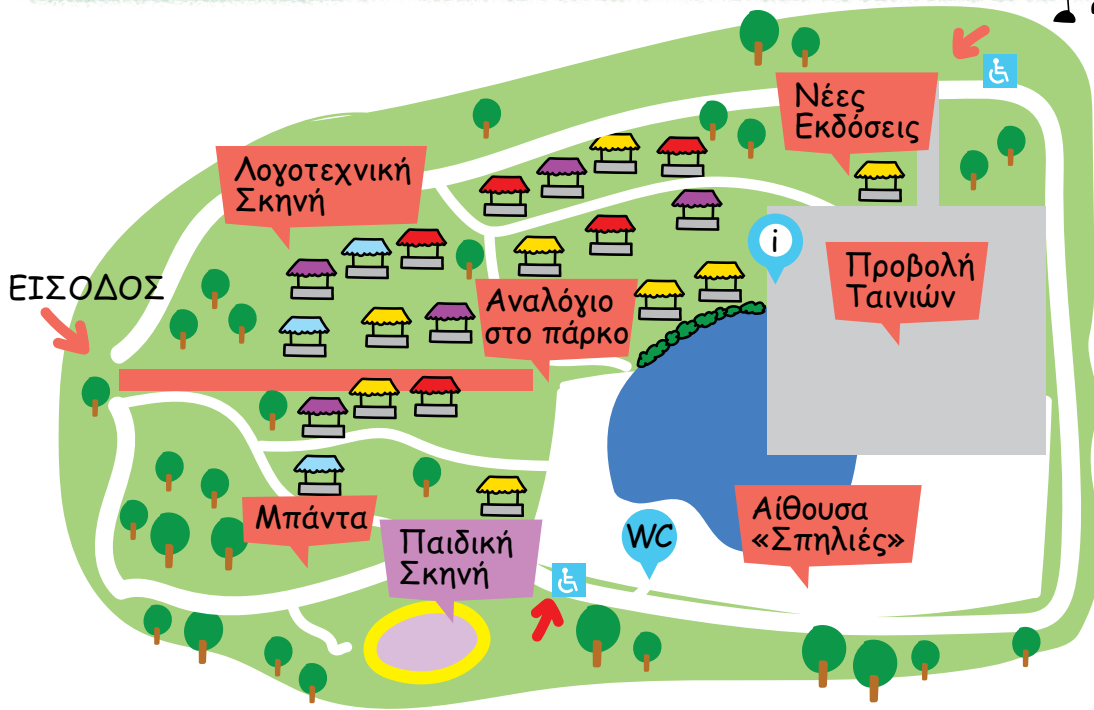 Νέες
Εκδόσεις
Λογοτεχνική
Σκηνή
i
Προβολή
Ταινιών
ΕΙΣΟΔΟΣ
Αναλόγιο
στο πάρκο
Μπάντα
Παιδική
Σκηνή
WC
Αίθουσα
«Σπηλιές»